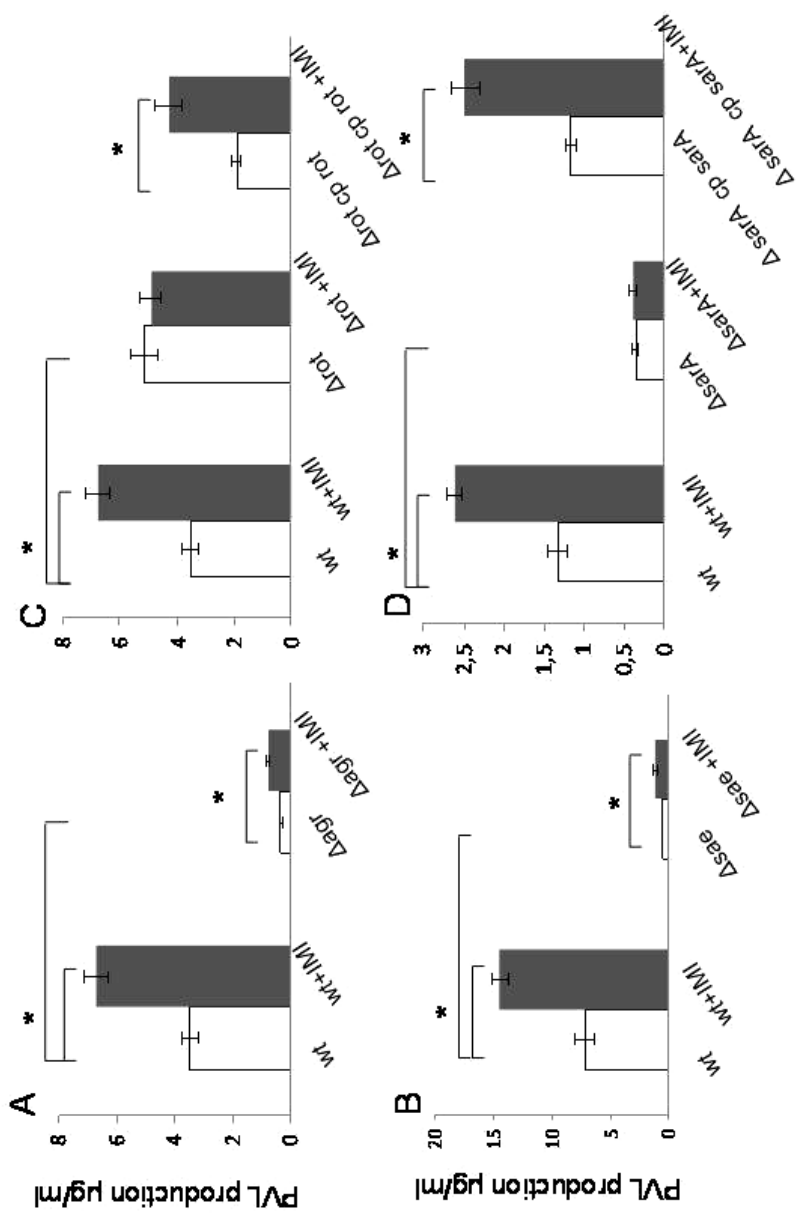 A
PVL production µg/ml
8
6
4
2
0
wt
wt+IMI
Δagr
Δagr +IMI
*
*
C
8
6
4
2
0
wt
wt+IMI
Δrot
Δrot +IMI
Δrot cp rot
Δrot cp rot +IMI
*
*
B
PVL production µg/ml
20
15
10
5
0
wt
wt+IMI
Δsae
Δsae +IMI
*
*
D
3
2,5
2
1,5
1
0,5
0
wt
wt+IMI
ΔsarA
ΔsarA+IMI
Δ sarA cp sarA
Δ sarA cp sarA+IMI
*
*